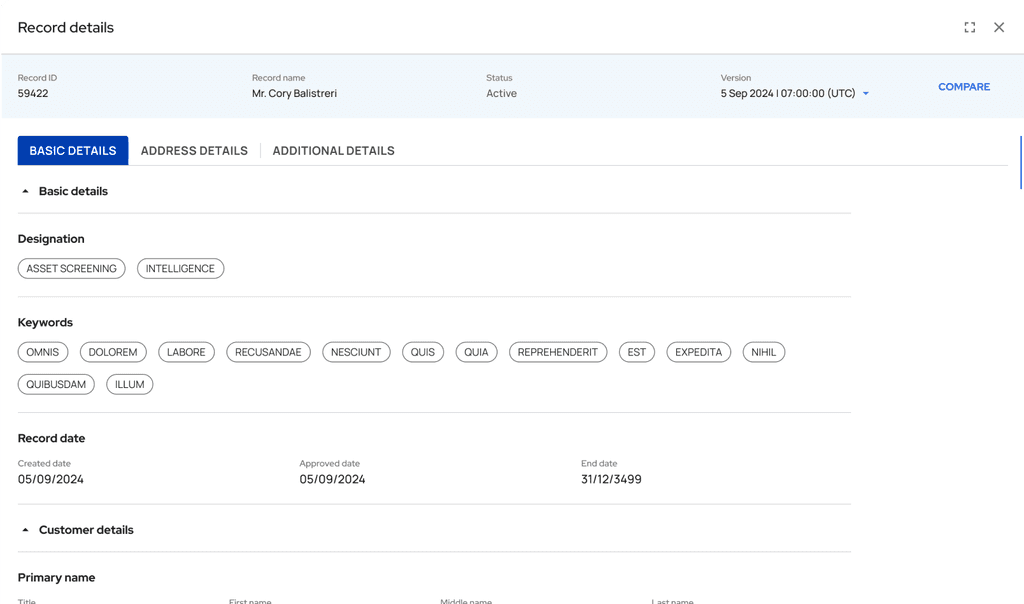 Record details
Record ID Record name Status Version
59422 Mr. Cory Balistreri Active 5 Sep 2024 | 07:00:00 (UTC) COMPARE
BASIC DETAILS ADDRESS DETAILS ADDITIONAL DETAILS
Basic details
Designation
ASSET SCREENING INTELLIGENCE
Keywords
OMNIS DOLOREM LABORE RECUSANDAE NESCIUNT QUIS QUIA REPREHENDERIT EST EXPEDITA NIHIL
QUIBUSDAM ILLUM
Record date
Created date Approved date End date
05/09/2024 05/09/2024 31/12/3499
Customer details
Primary name
Title First name Middle name Last name